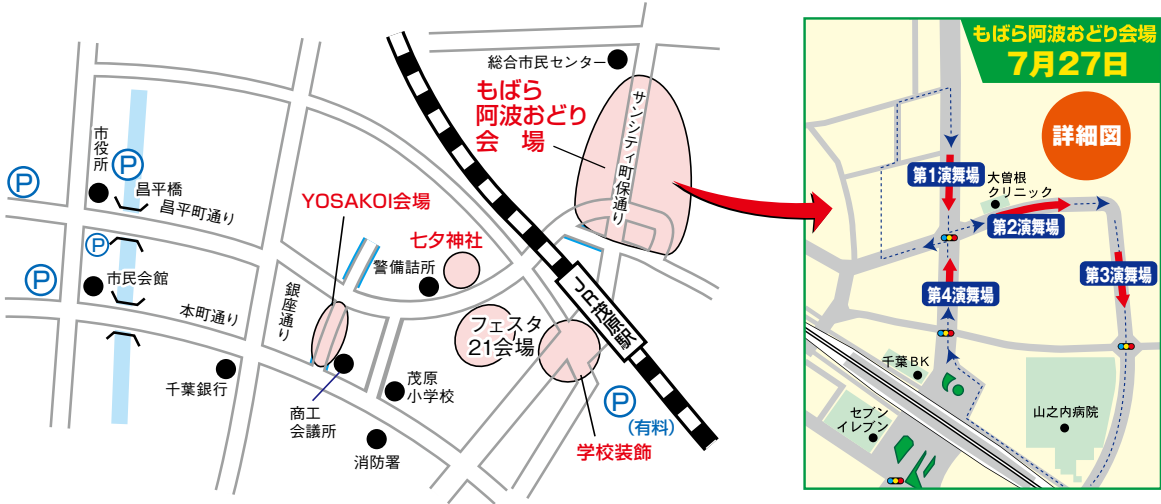 総合市民センター
もばら
阿波おどり
会場
サンシティ町保通り
市役所
P
P
昌平橋
昌平町通り
YOSAKOI会場
七夕神社
警備詰所
P
P
市民会館
本町通り
銀座通り
JR茂原駅
フェスタ
21会場
千葉銀行
商工
会議所
茂原
小学校
消防署
P
(有料)
学校装飾
もばら阿波おどり会場
7月27日
詳細図
第1演舞場
大曽根
クリニック
第2演舞場
第3演舞場
第4演舞場
千葉BK
セブン
イレブン
山之内病院